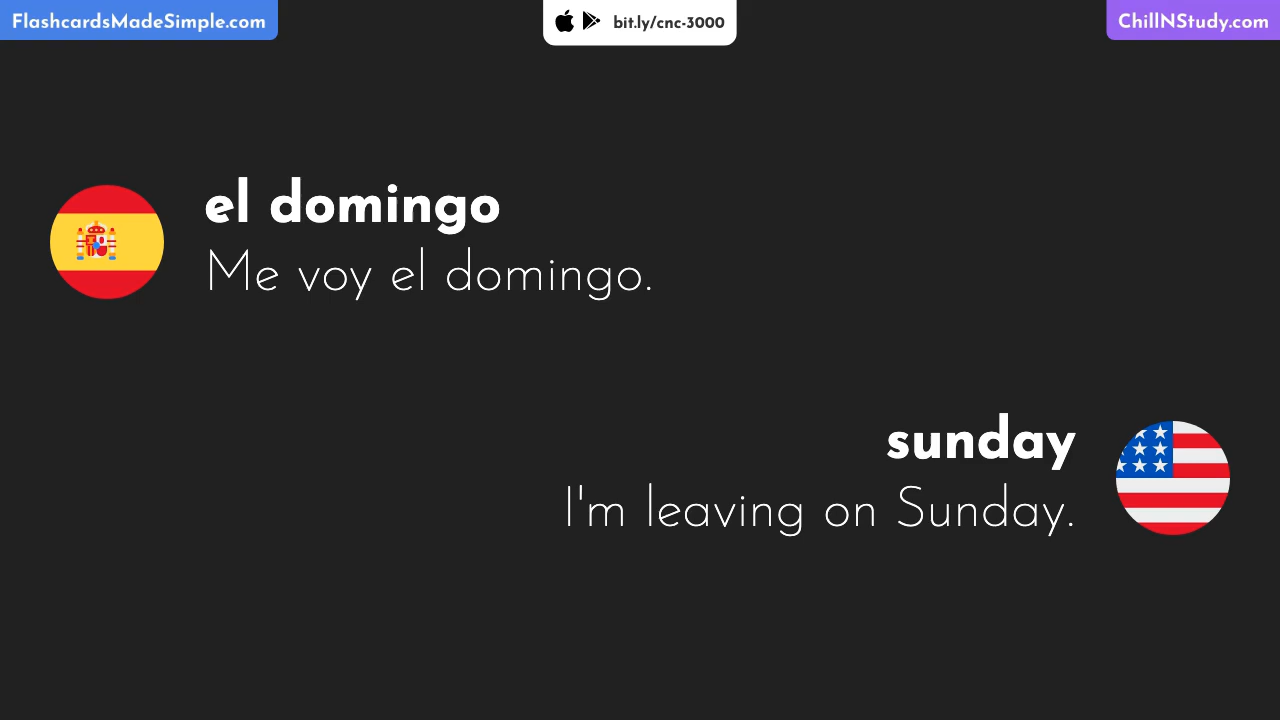 FlashcardsMadeSimple.com
bit.ly/cnc-3000
ChillNStudy.com
el domingo
Me voy el domingo.
sunday
I'm leaving on Sunday.